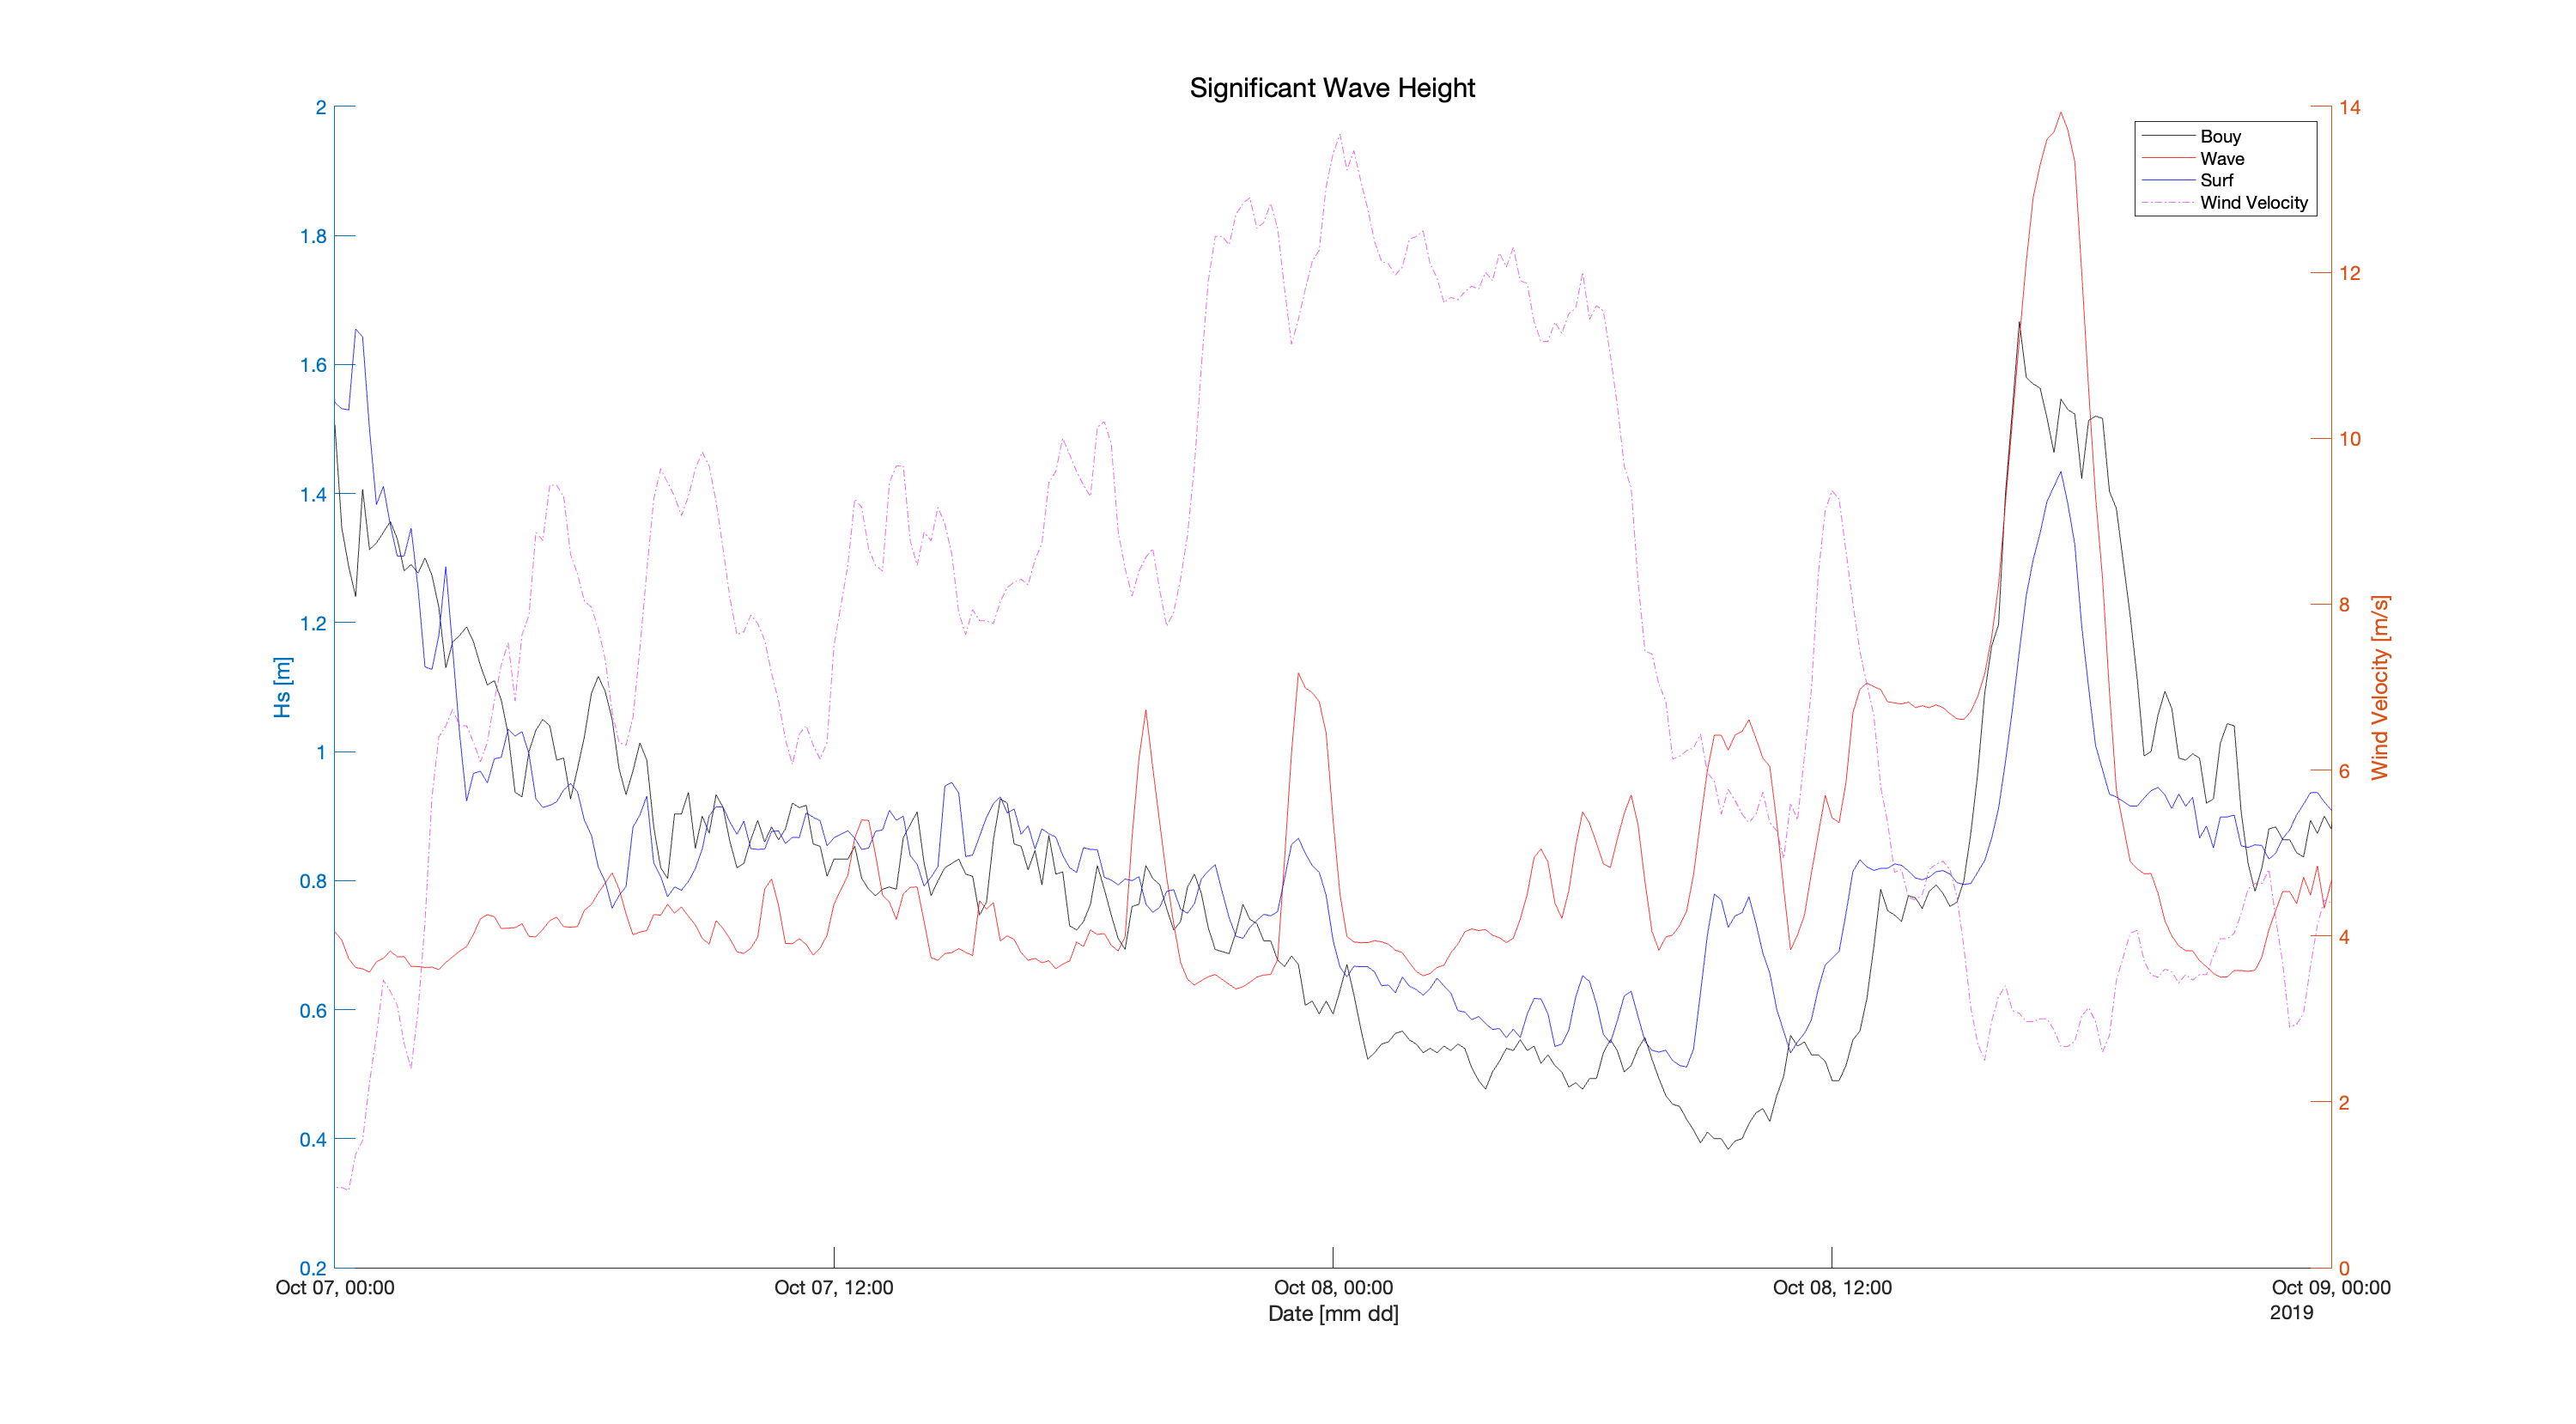 Significant Wave Height
2
1.8
1.6
1.4
1.2
1
0.8
0.6
0.4
0.2
Hs [m]
14
12
10
8
6
4
2
0
Wind Velocity [m/s]
Bouy
Wave
Surf
Wind Velocity
Oct 07, 00:00
Oct 07, 12:00
Oct 08, 00:00
Oct 08, 12:00
Oct 09, 00:00
2019
Date [mm dd]